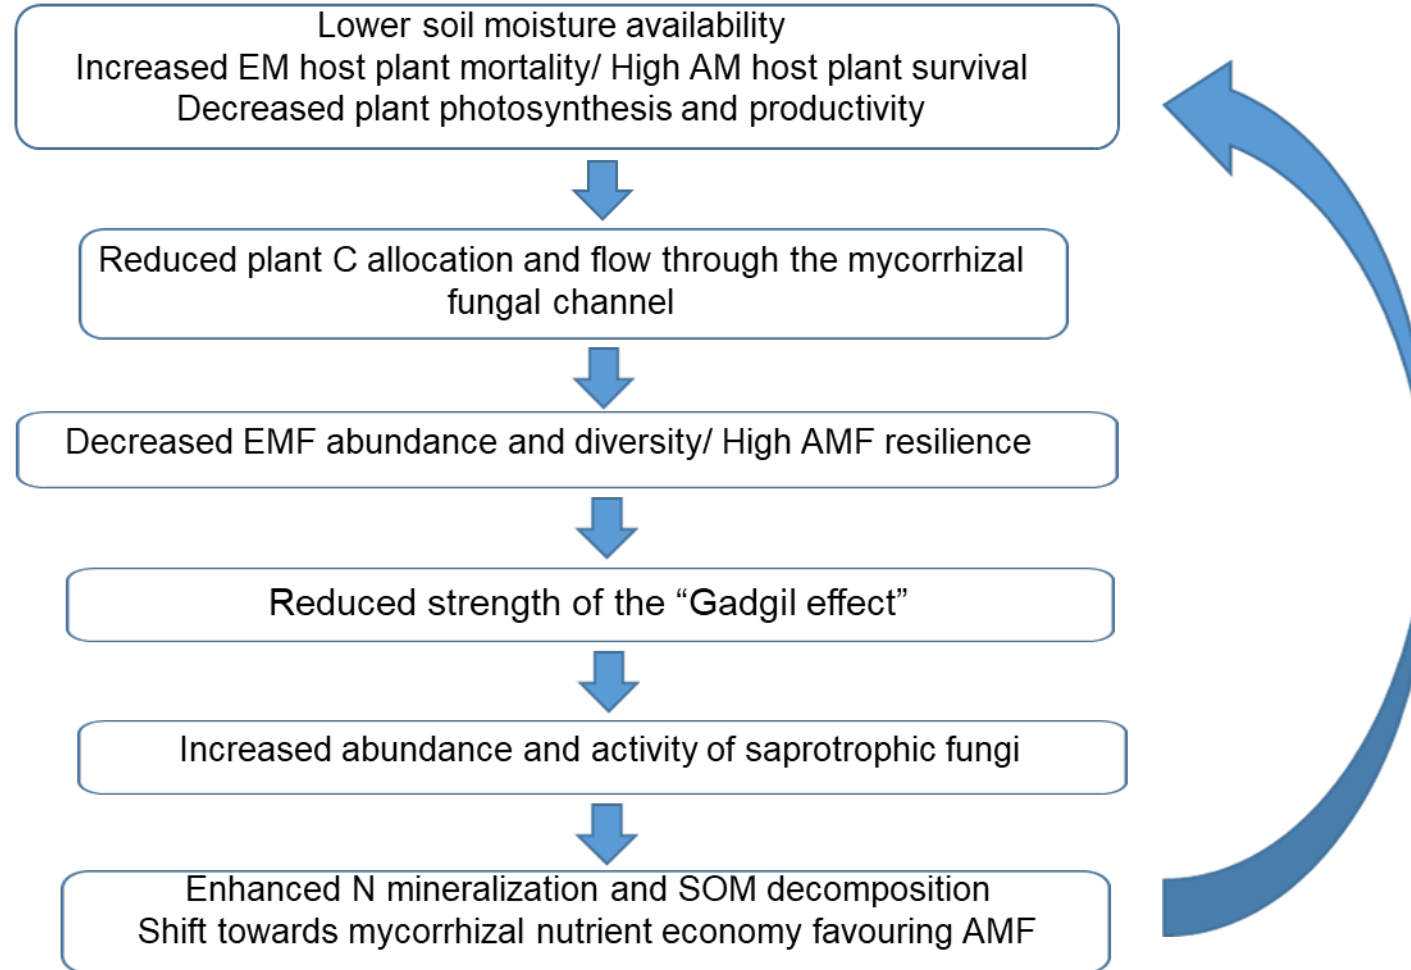 Lower soil moisture availability
Increased EM host plant mortality/ High AM host plant survival
Decreased plant photosynthesis and productivity
Reduced plant C allocation and flow through the mycorrhizal
fungal channel
Decreased EMF abundance and diversity/ High AMF resilience
Reduced strength of the “Gadgil effect”
Increased abundance and activity of saprotrophic fungi
Enhanced N mineralization and SOM decomposition
Shift towards mycorrhizal nutrient economy favouring AMF